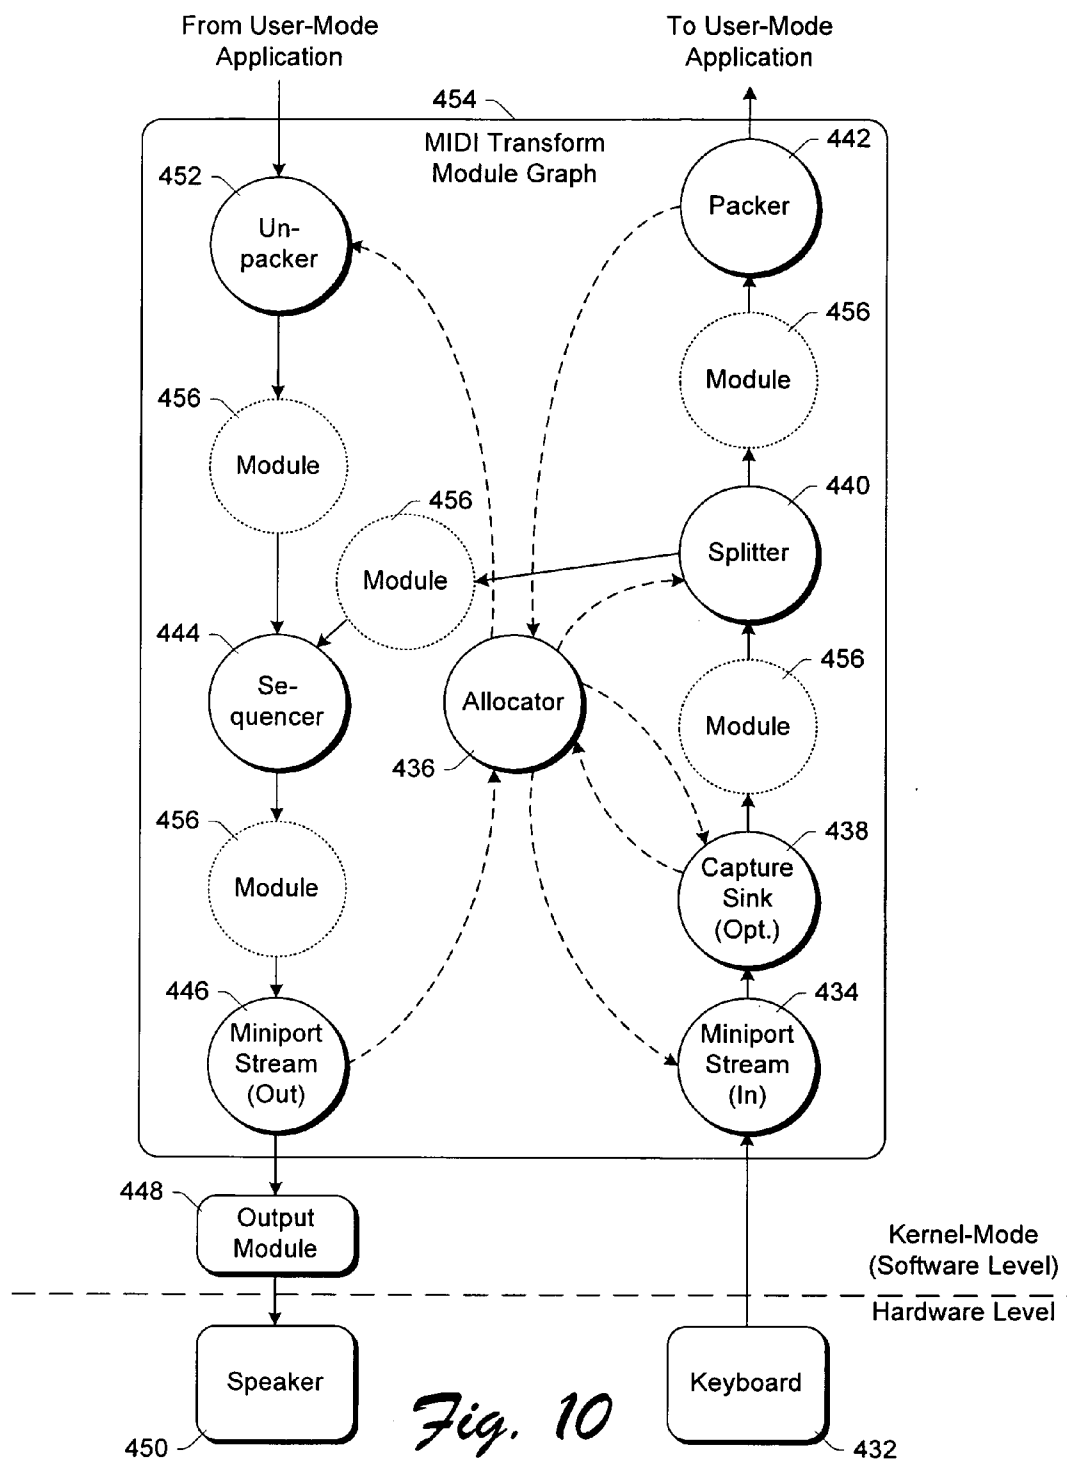 From User-Mode
Application
To User-Mode
Application
454
MIDI Transform
Module Graph
442
452
Packer
Un-
packer
456
Module
456
Module
440
456
Splitter
Module
444
456
Se-
quencer
Allocator
Module
436
456
438
Module
Capture
Sink
(Opt.)
446
434
Miniport
Stream
(Out)
Miniport
Stream
(In)
448
Output
Module
Kernel-Mode
(Software Level)
Hardware Level
Speaker
Keyboard
Fig. 10
450
432